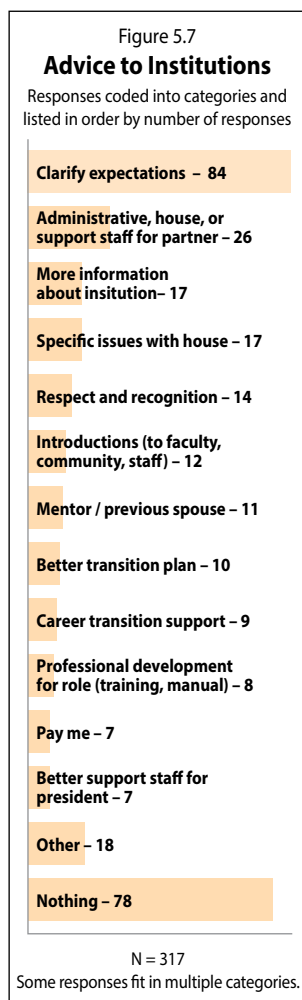 Figure 5.7
Advice to Institutions
Responses coded into categories and
listed in order by number of responses
Clarify expectations – 84
Administrative, house, or
support staff for partner – 26
More information
about insitution– 17
Specific issues with house – 17
Respect and recognition – 14
Introductions (to faculty,
community, staff) – 12
Mentor / previous spouse – 11
Better transition plan – 10
Career transition support – 9
Professional development
for role (training, manual) – 8
Pay me – 7
Better support staff for
president – 7
Other – 18
Nothing – 78
N = 317
Some responses fit in multiple categories.